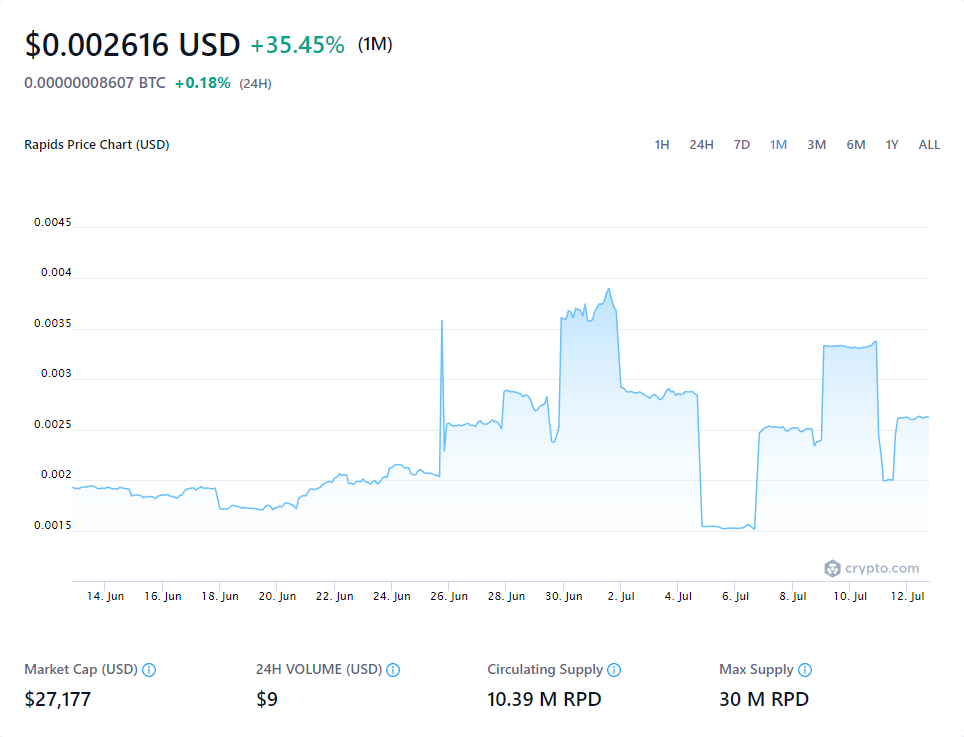 $0.002616 USD +35.45% (1M)
0.00000008607 BTC +0.18% (24H)
Rapids Price Chart (USD) 1H 24H 7D 1M 3M 6M 1Y ALL
0.0045
0.004
0.0035
0.003
0.0025
0.002
0.0015
crypto.com
14. Jun 16. Jun 18. Jun 20. Jun 22. Jun 24. Jun 26. Jun 28. Jun 30. Jun 2. Jul 4. Jul 6. Jul 8. Jul 10. Jul 12. Jul
Market Cap (USD) 24H VOLUME (USD) Circulating Supply Max Supply
$27,177 $9 10.39 M RPD 30 M RPD